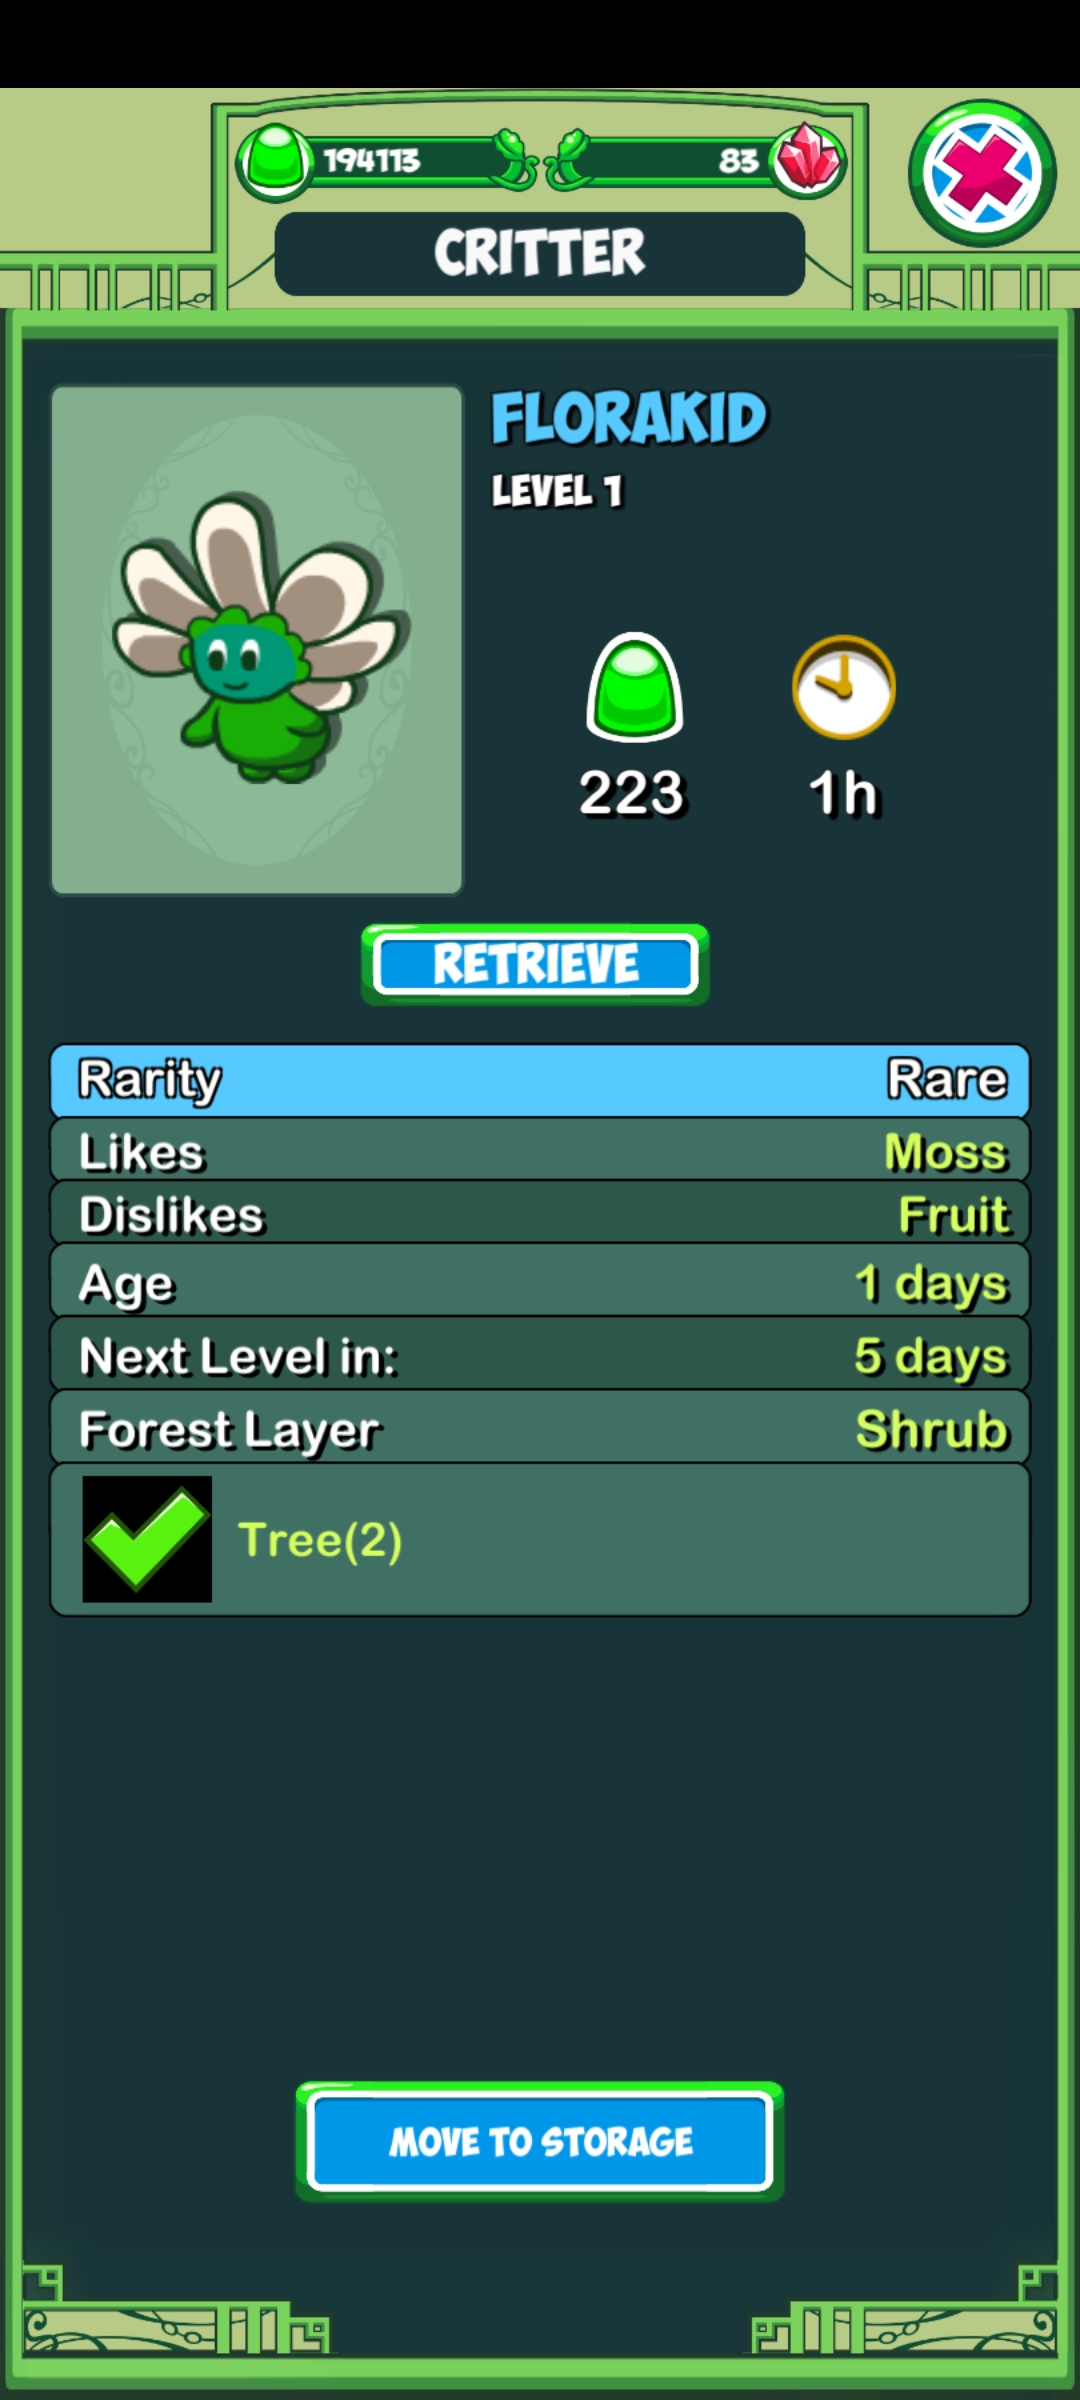 194113
83
CRITTER
FLORAKID
LEVEL 1
223
1h
RETRIEVE
Rarity Rare
Likes Moss
Dislikes Fruit
Age 1 days
Next Level in: 5 days
Forest Layer Shrub
Tree(2)
MOVE TO STORAGE